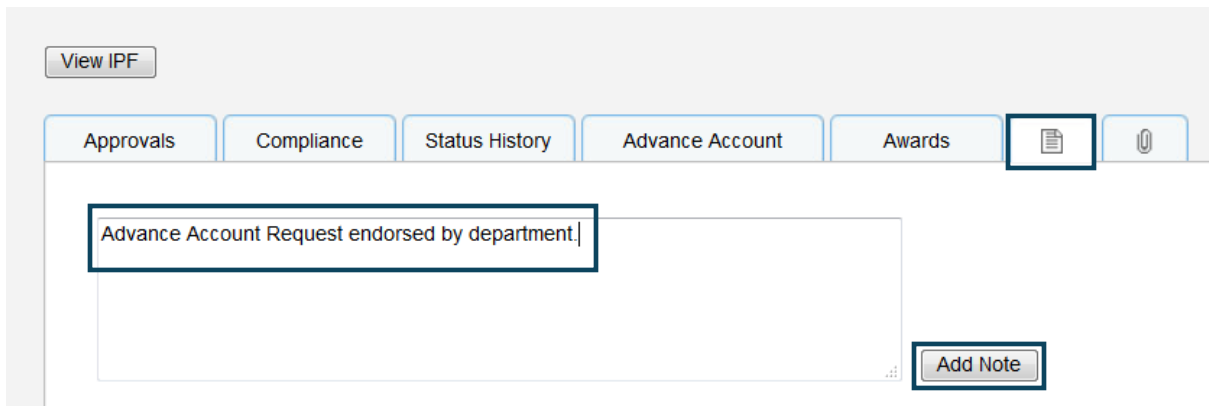 View IPF
Approvals Compliance Status History Advance Account Awards
Advance Account Request endorsed by department.
Add Note